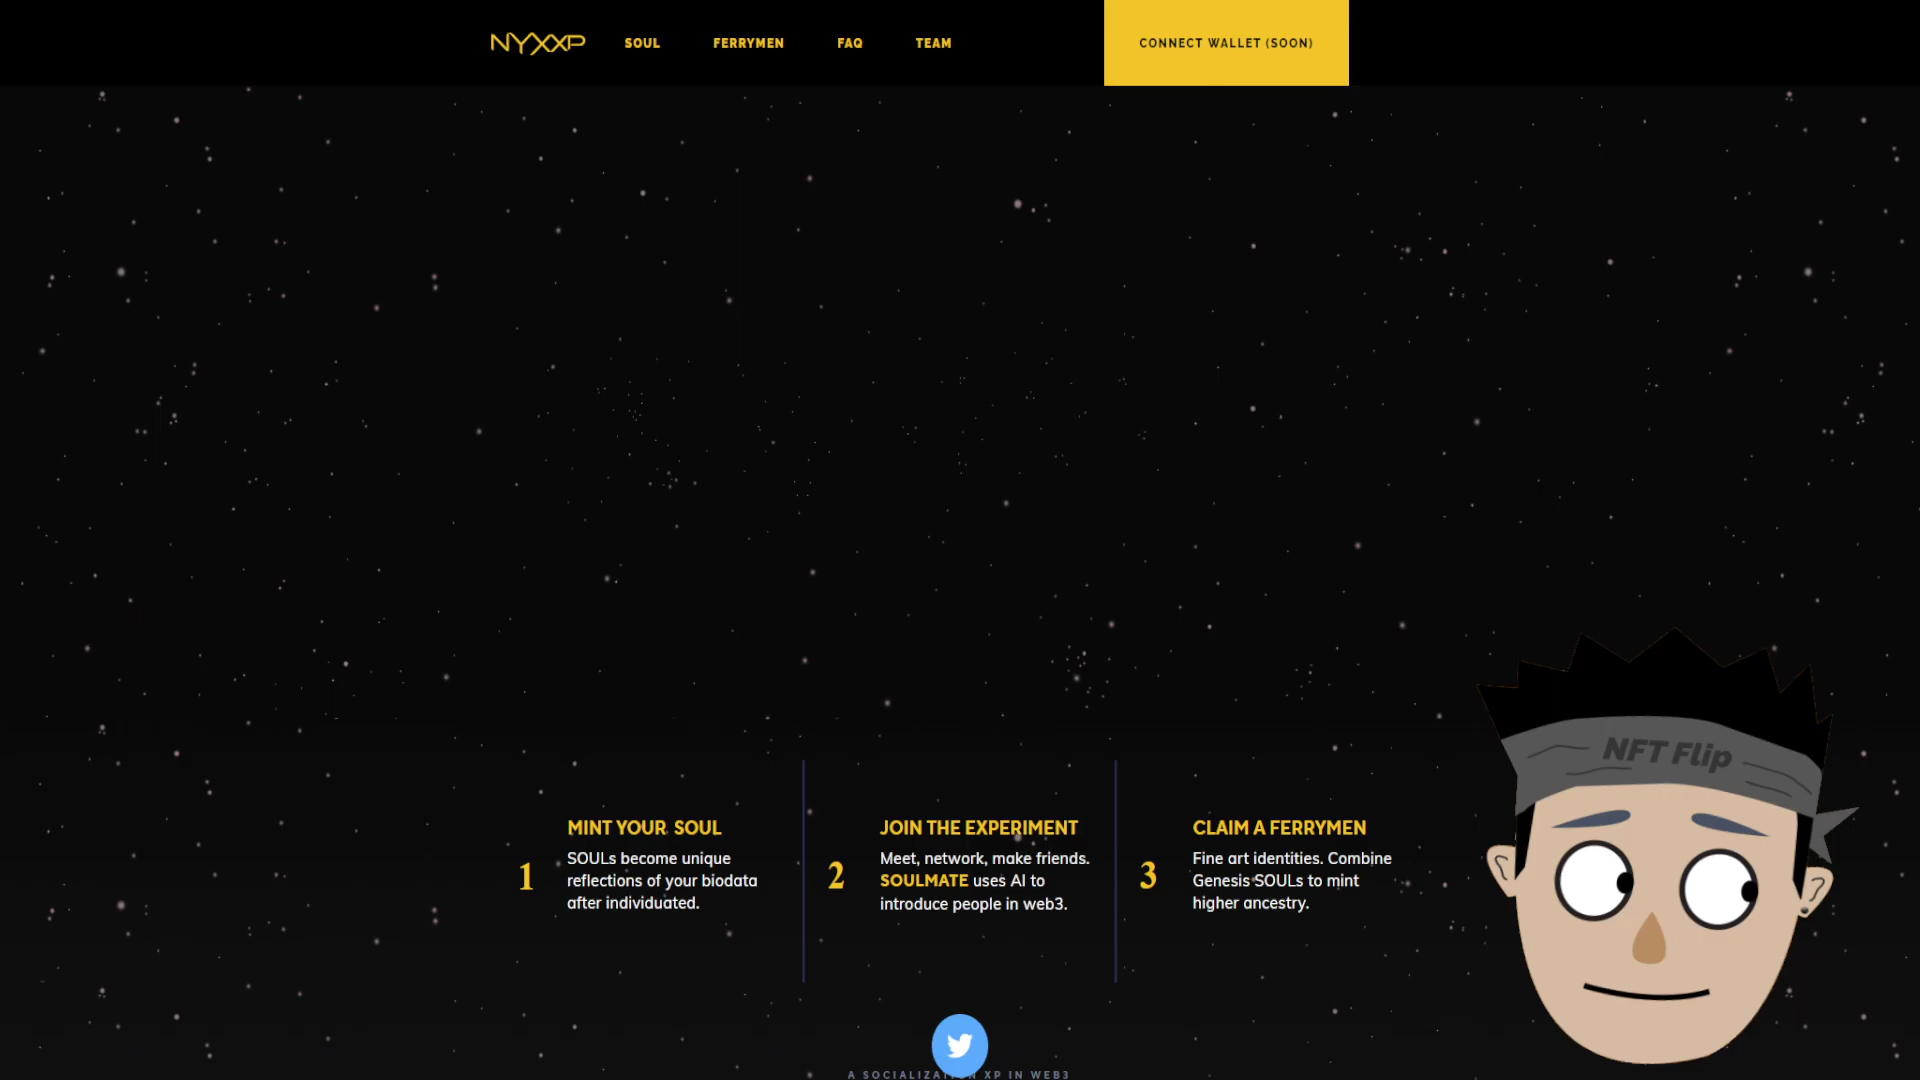 NYXXP
SOUL
FERRYMEN
FAQ
TEAM
CONNECT WALLET (SOON)
NFT Flip
1
MINT YOUR SOUL
SOULs become unique
reflections of your biodata
after individuated.
2
JOIN THE EXPERIMENT
Meet, network, make friends.
SOULMATE uses AI to
introduce people in web3.
3
CLAIM A FERRYMEN
Fine art identities. Combine
Genesis SOULs to mint
higher ancestry.
A XP IN WEB3